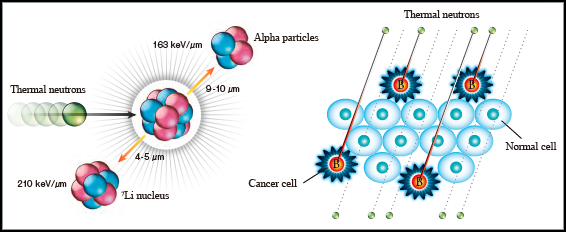 Thermal neutrons
163 keV/μm
Alpha particles
9-10 μm
Thermal neutrons
4-5 μm
210 keV/μm
⁷Li nucleus
B
B
B
B
Normal cell
Cancer cell